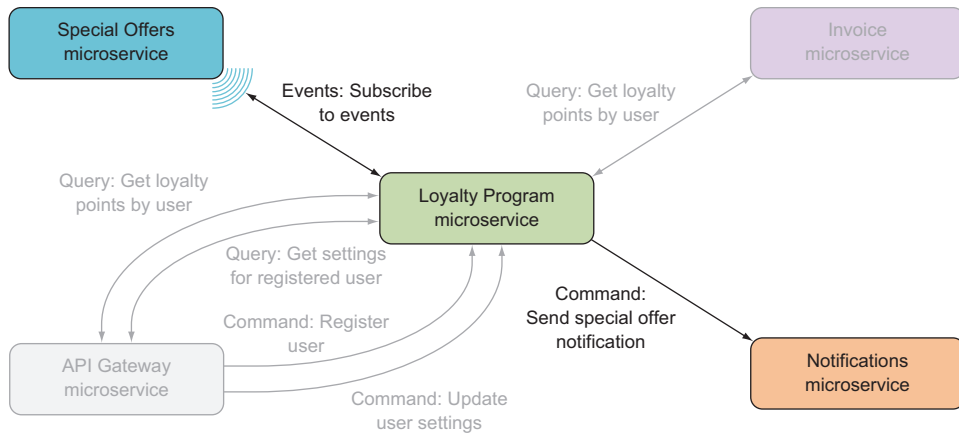 Special Offers
microservice
Invoice
microservice
Events: Subscribe
to events
Query: Get loyalty
points by user
Query: Get loyalty
points by user
Loyalty Program
microservice
Query: Get settings
for registered user
Command: Register
user
Command:
Send special offer
notification
API Gateway
microservice
Notifications
microservice
Command: Update
user settings